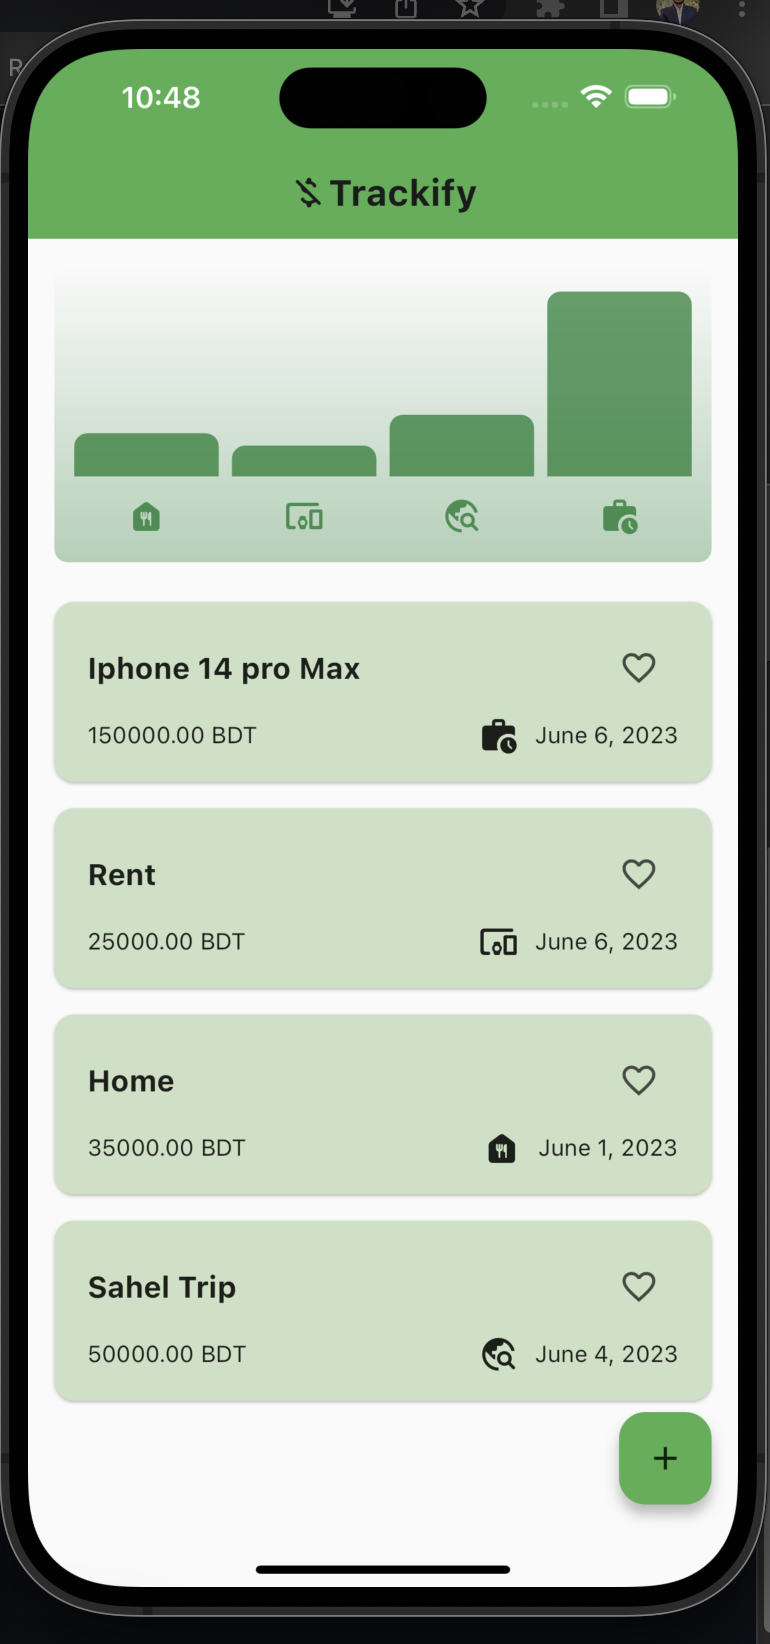 R
10:48
Trackify
Iphone 14 pro Max
150000.00 BDT June 6, 2023
Rent
25000.00 BDT June 6, 2023
Home
35000.00 BDT June 1, 2023
Sahel Trip
50000.00 BDT June 4, 2023
+